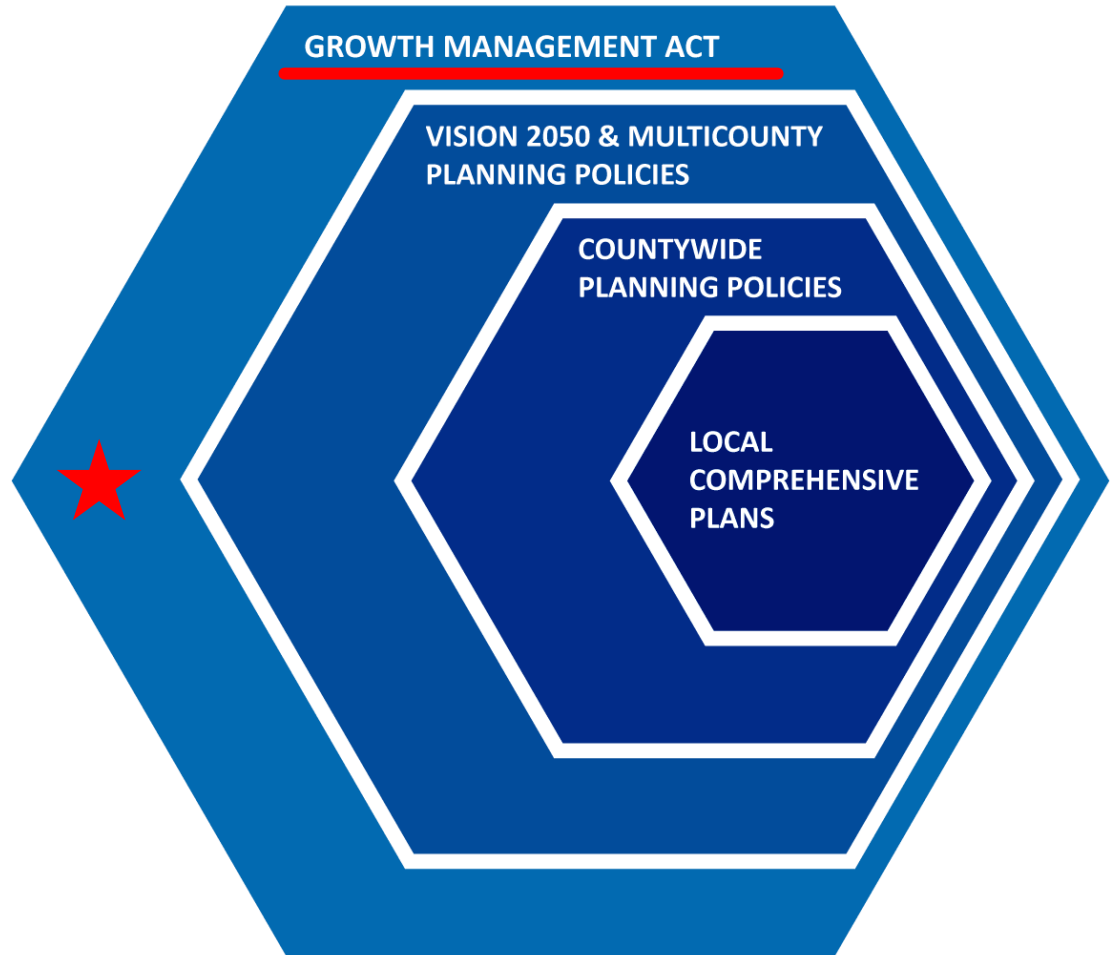 GROWTH MANAGEMENT ACT
VISION 2050 & MULTICOUNTY
PLANNING POLICIES
COUNTYWIDE
PLANNING POLICIES
LOCAL
COMPREHENSIVE
PLANS